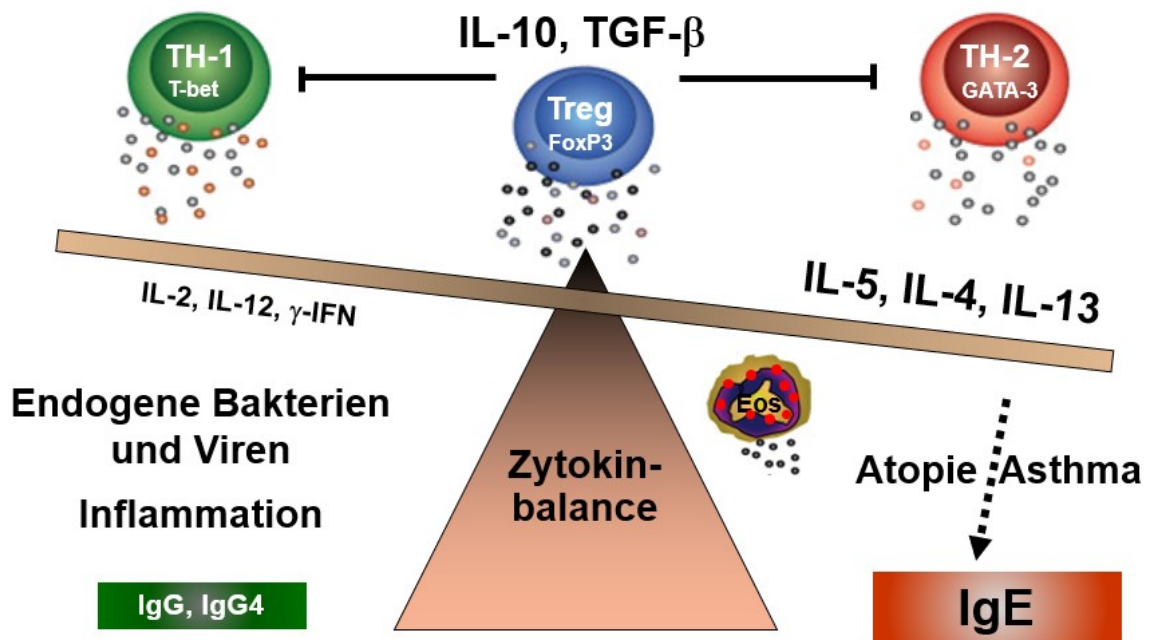 IL-10, TGF-β
TH-1
T-bet
Treg
FoxP3
TH-2
GATA-3
IL-2, IL-12, γ-IFN
IL-5, IL-4, IL-13
Endogene Bakterien
und Viren
Inflammation
IgG, IgG4
Zytokin-
balance
Eos
Atopie Asthma
IgE